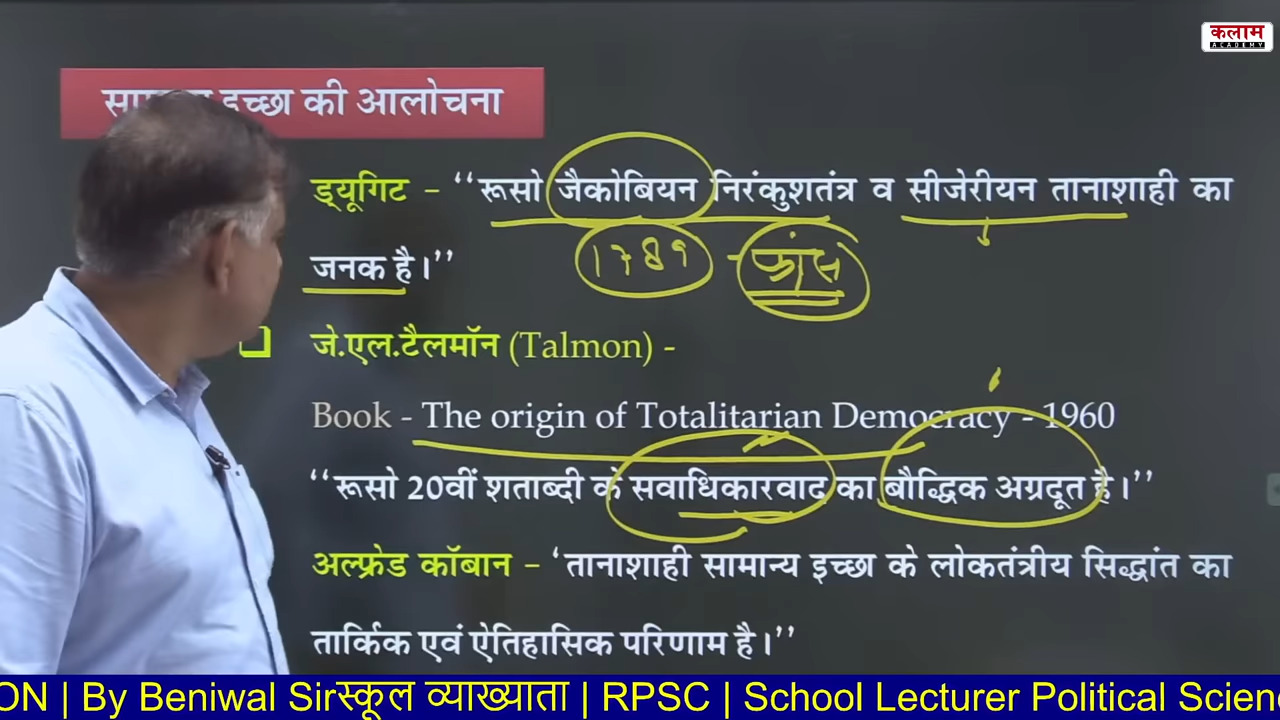 कलाम
ACADEMY
इच्छा की आलोचना
ड्यूगिट - “रूसो जैकोबियन निरंकुशतंत्र व सीजेरीयन तानाशाही का
जनक है।”
1789 - फ्रांस
जे.एल.टैलमॉन (Talmon) -
Book - The origin of Totalitarian Democracy - 1960
“रूसो 20वीं शताब्दी के सवाधिकारवाद का बौद्धिक अग्रदूत है।”
अल्फ्रेड कॉबान - ‘तानाशाही सामान्य इच्छा के लोकतंत्रीय सिद्धांत का
तार्किक एवं ऐतिहासिक परिणाम है।’’
ON | By Beniwal Sirस्कूल व्याख्याता | RPSC | School Lecturer Political Scien